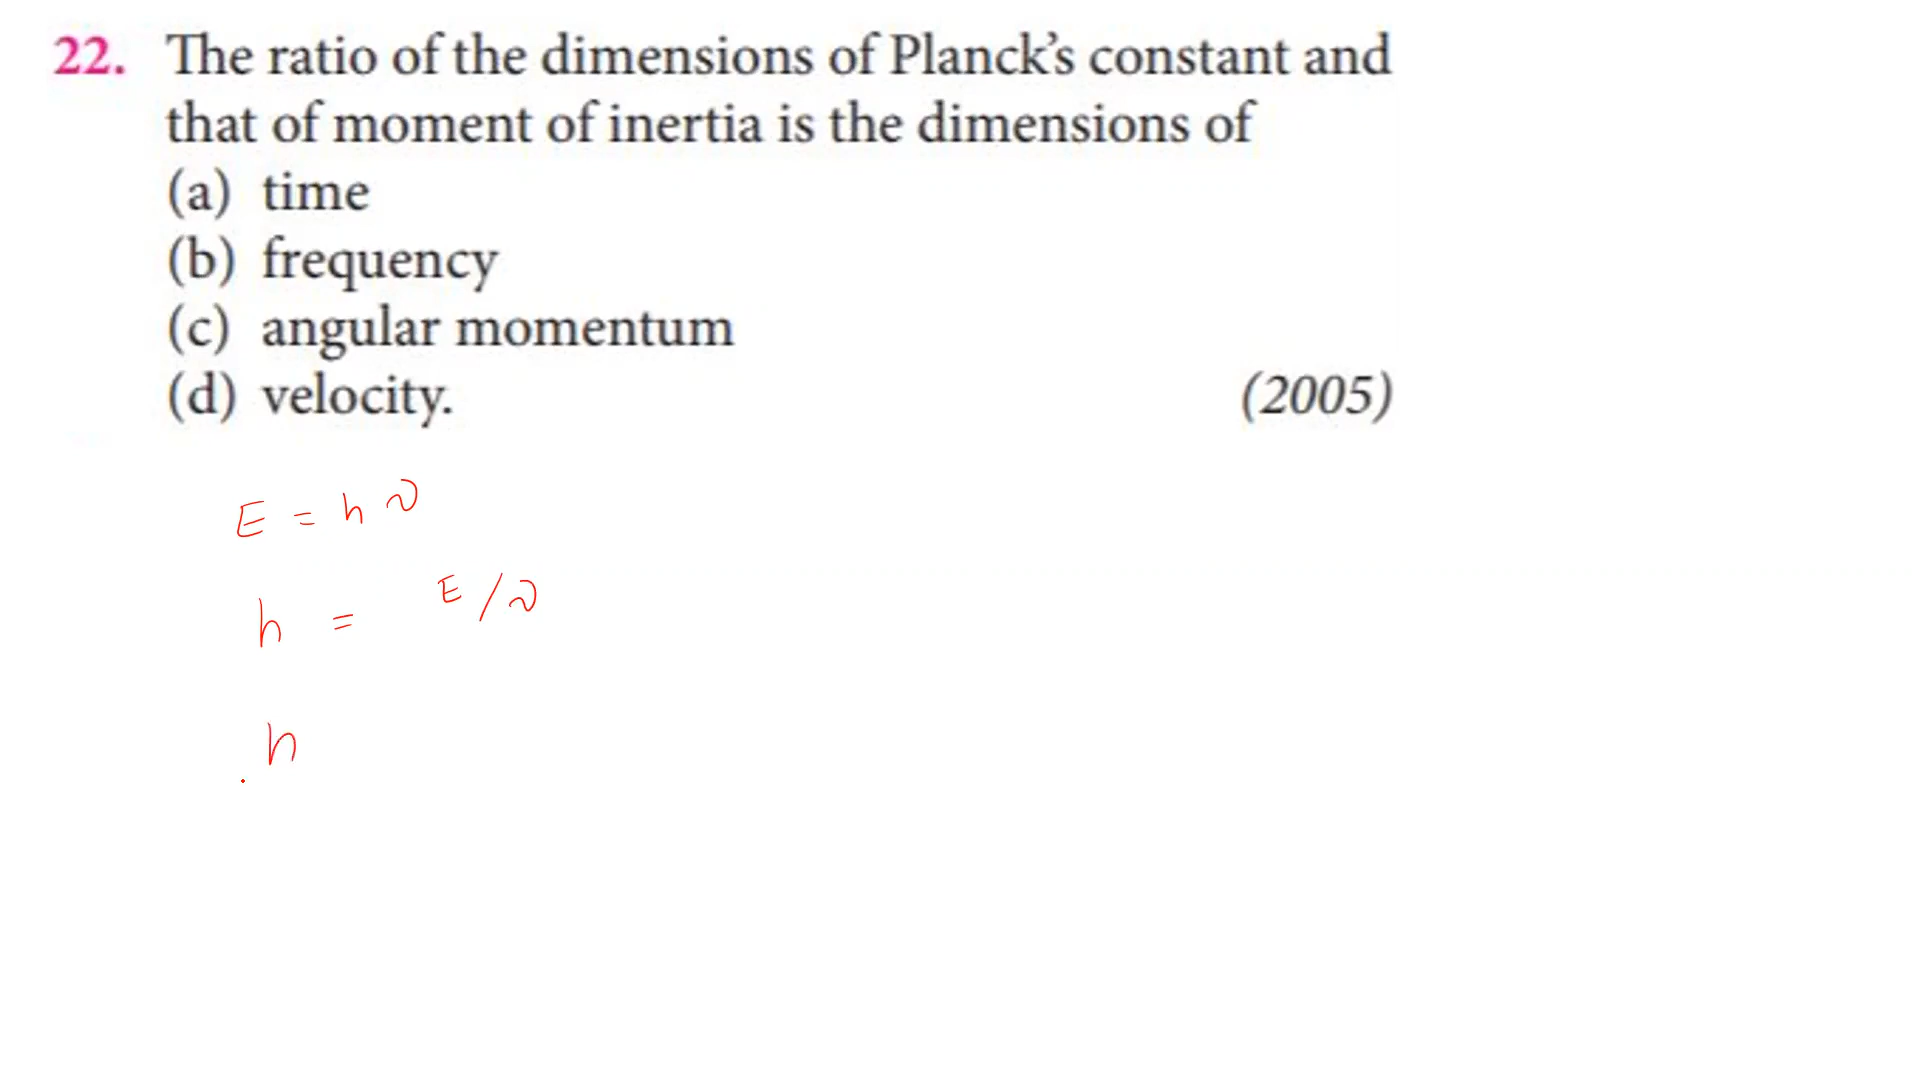 22. The ratio of the dimensions of Planck’s constant and
that of moment of inertia is the dimensions of
(a) time
(b) frequency
(c) angular momentum
(d) velocity. (2005)
E = h ν
h = E / ν
h